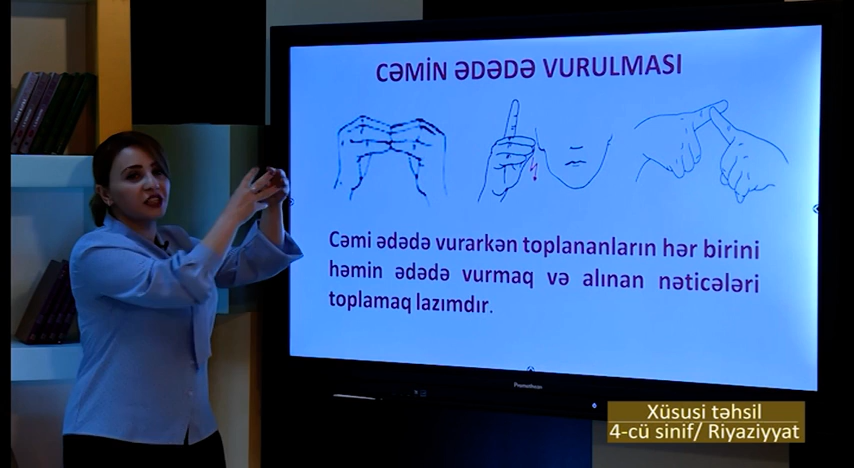 CƏMİN ƏDƏDƏ VURULMASI
Cəmi ədədə vurarkən toplananların hər birini
həmin ədədə vurmaq və alınan nəticələri
toplamaq lazımdır.
Promethean
Xüsusi təhsil
4-cü sinif/ Riyaziyyat